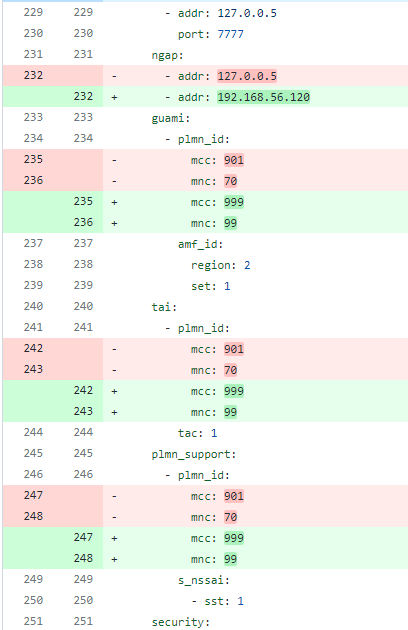 229 229 - addr: 127.0.0.5
230 230 port: 7777
231 231 ngap:
232 - - addr: 127.0.0.5
232 + - addr: 192.168.56.120
233 233 guami:
234 234 - plmn_id:
235 - mcc: 901
236 - mnc: 70
235 + mcc: 999
236 + mnc: 99
237 237 amf_id:
238 238 region: 2
239 239 set: 1
240 240 tai:
241 241 - plmn_id:
242 - mcc: 901
243 - mnc: 70
242 + mcc: 999
243 + mnc: 99
244 244 tac: 1
245 245 plmn_support:
246 246 - plmn_id:
247 - mcc: 901
248 - mnc: 70
247 + mcc: 999
248 + mnc: 99
249 249 s_nssai:
250 250 - sst: 1
251 251 security: